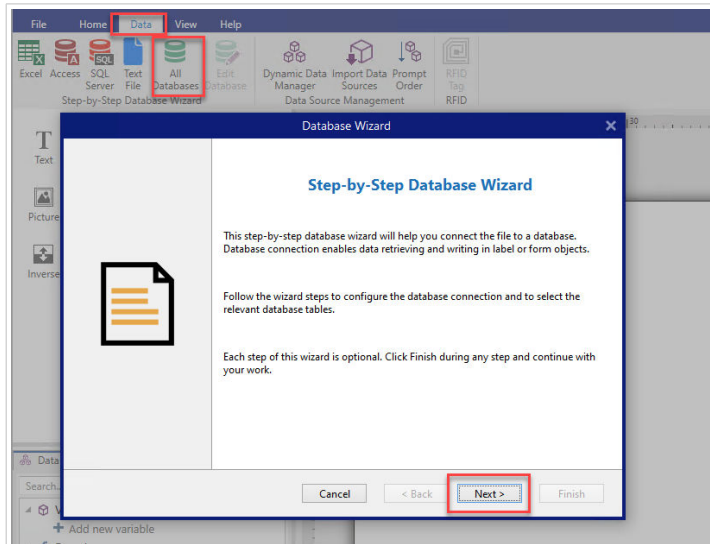 File Home Data View Help
Excel Access SQL Server Text File All Databases Edit Database Dynamic Data Manager Import Data Sources Prompt Order RFID Tag
Step-by-Step Database Wizard Data Source Management RFID
30
Database Wizard
Text
Picture
Inverse
Step-by-Step Database Wizard
This step-by-step database wizard will help you connect the file to a database.
Database connection enables data retrieving and writing in label or form objects.
Follow the wizard steps to configure the database connection and to select the
relevant database tables.
Each step of this wizard is optional. Click Finish during any step and continue with
your work.
Cancel < Back Next > Finish
Data
Search...
Add new variable